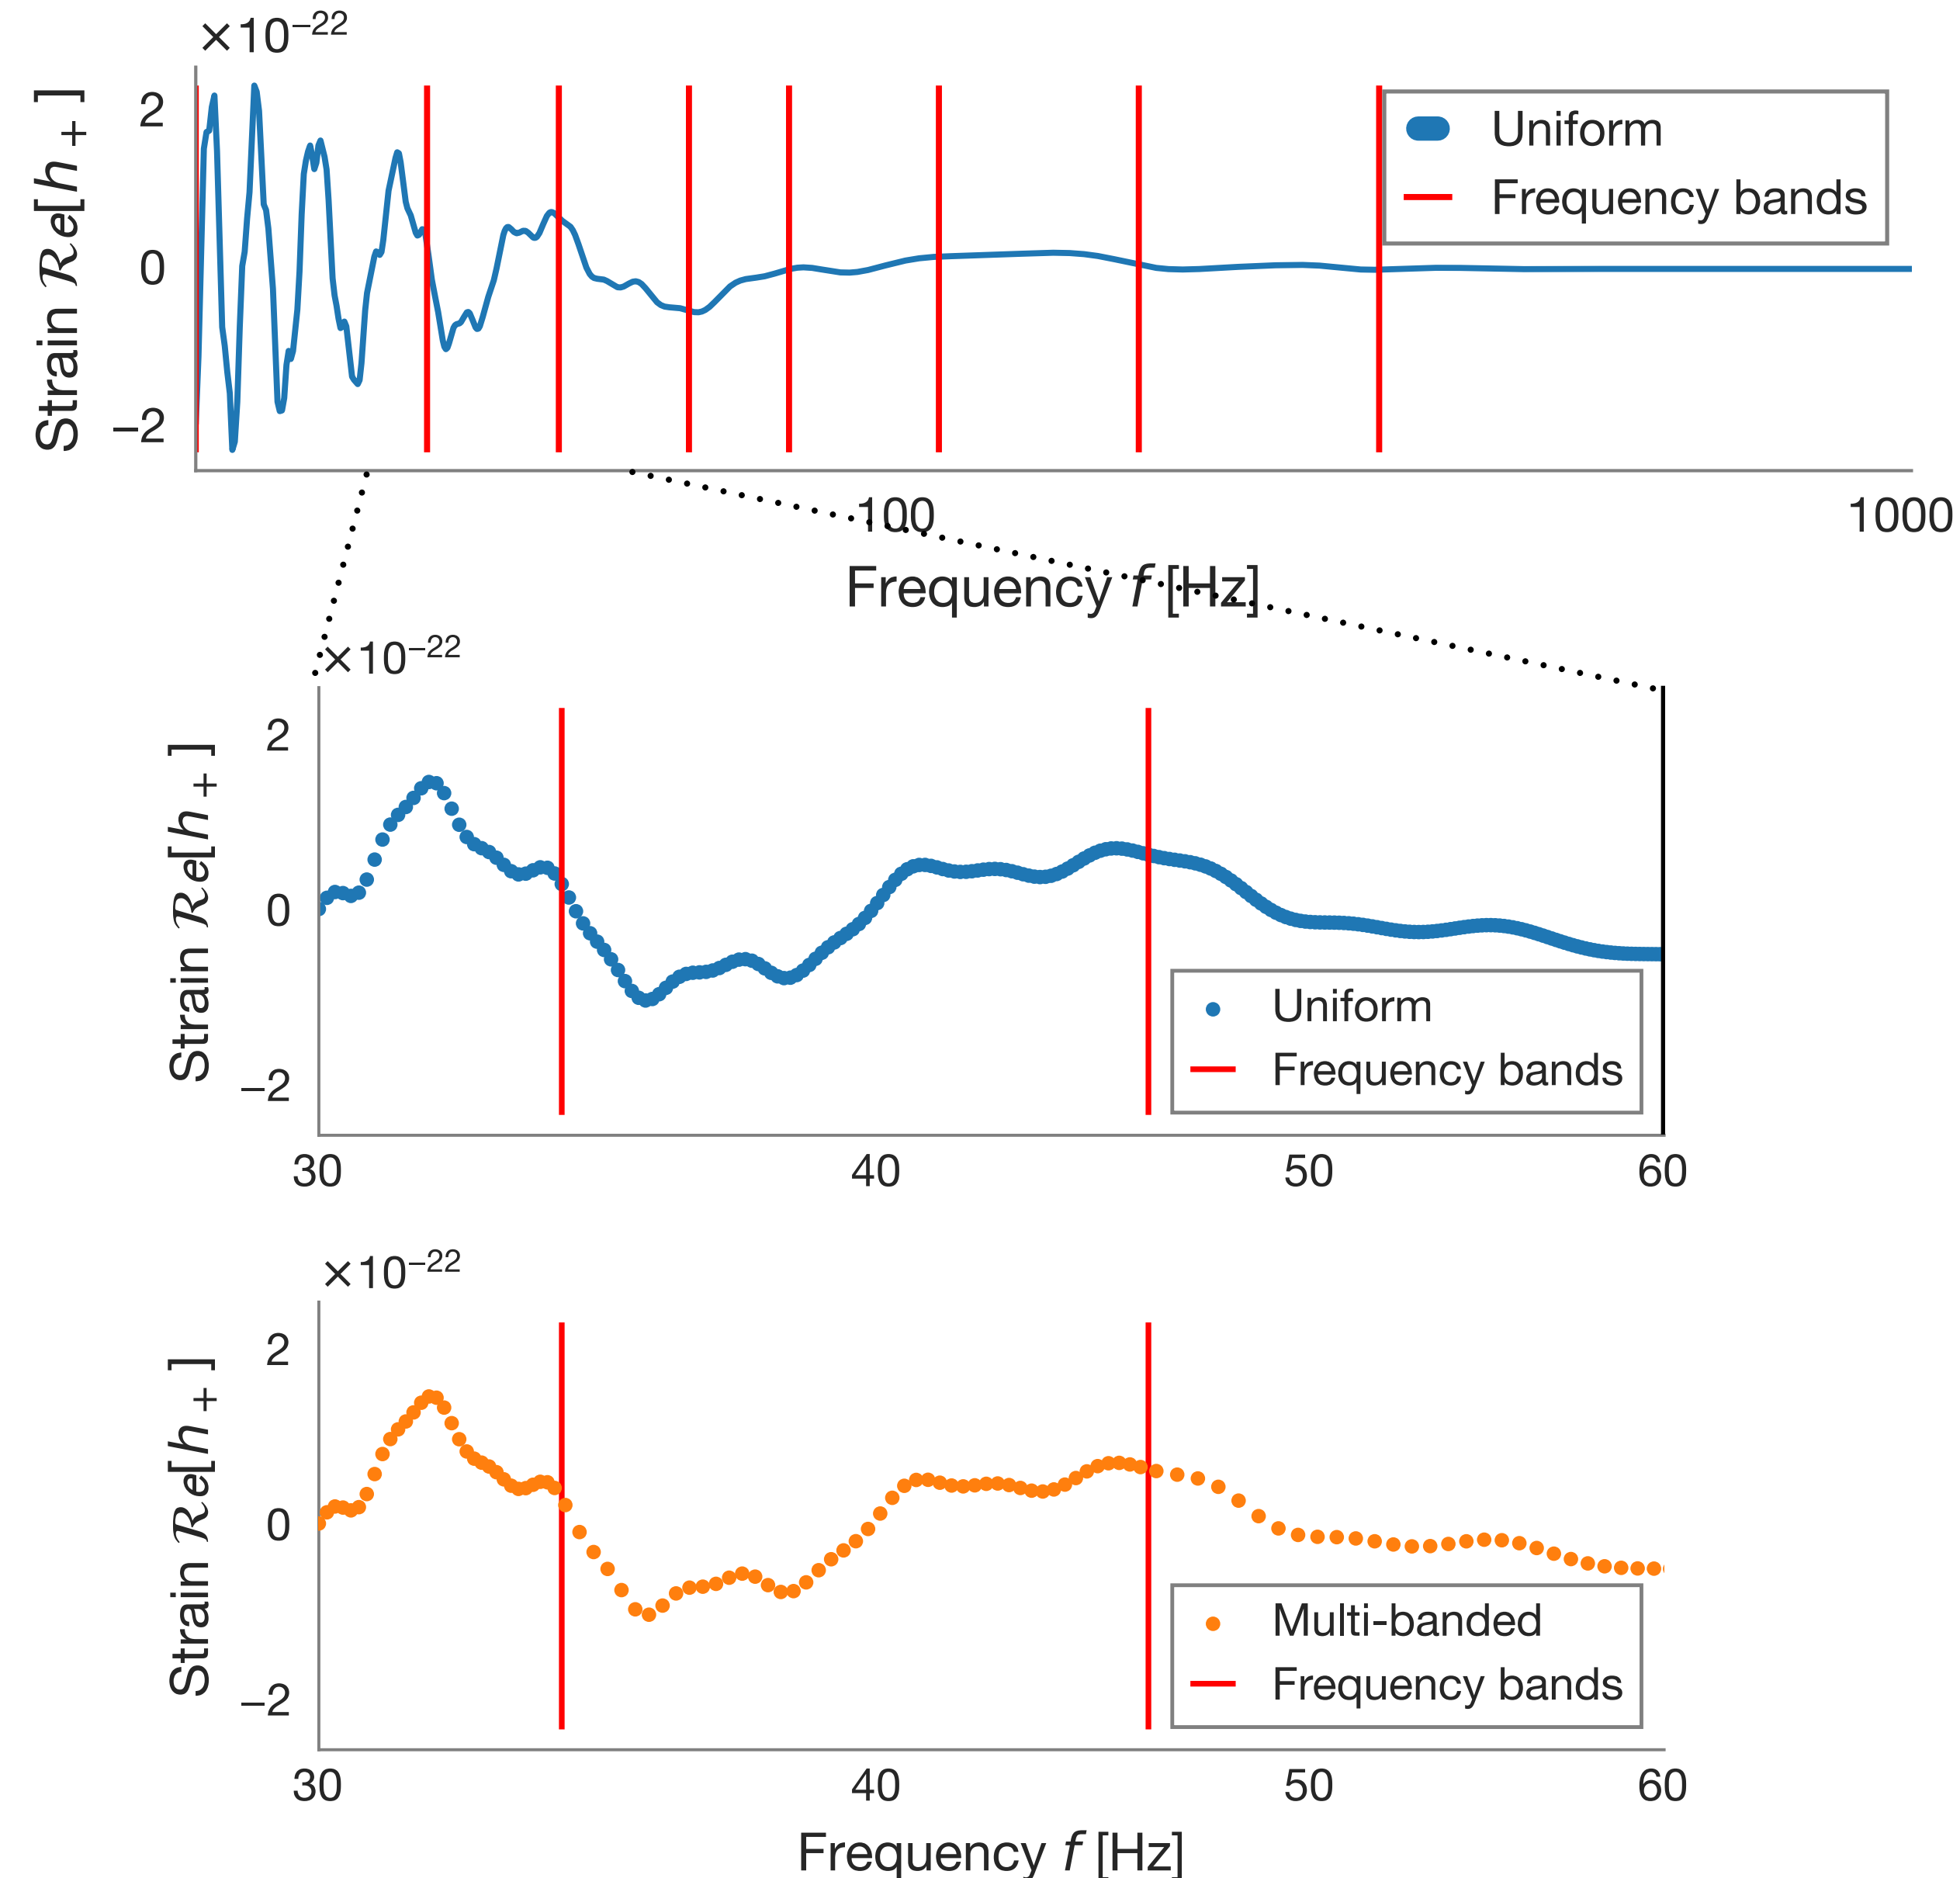 ×10⁻²²
Strain ℛe[h₊]
2
0
−2
Uniform
Frequency bands
100
1000
Frequency f [Hz]
×10⁻²²
Strain ℛe[h₊]
2
0
−2
Uniform
Frequency bands
30 40 50 60
×10⁻²²
Strain ℛe[h₊]
2
0
−2
Multi-banded
Frequency bands
30 40 50 60
Frequency f [Hz]